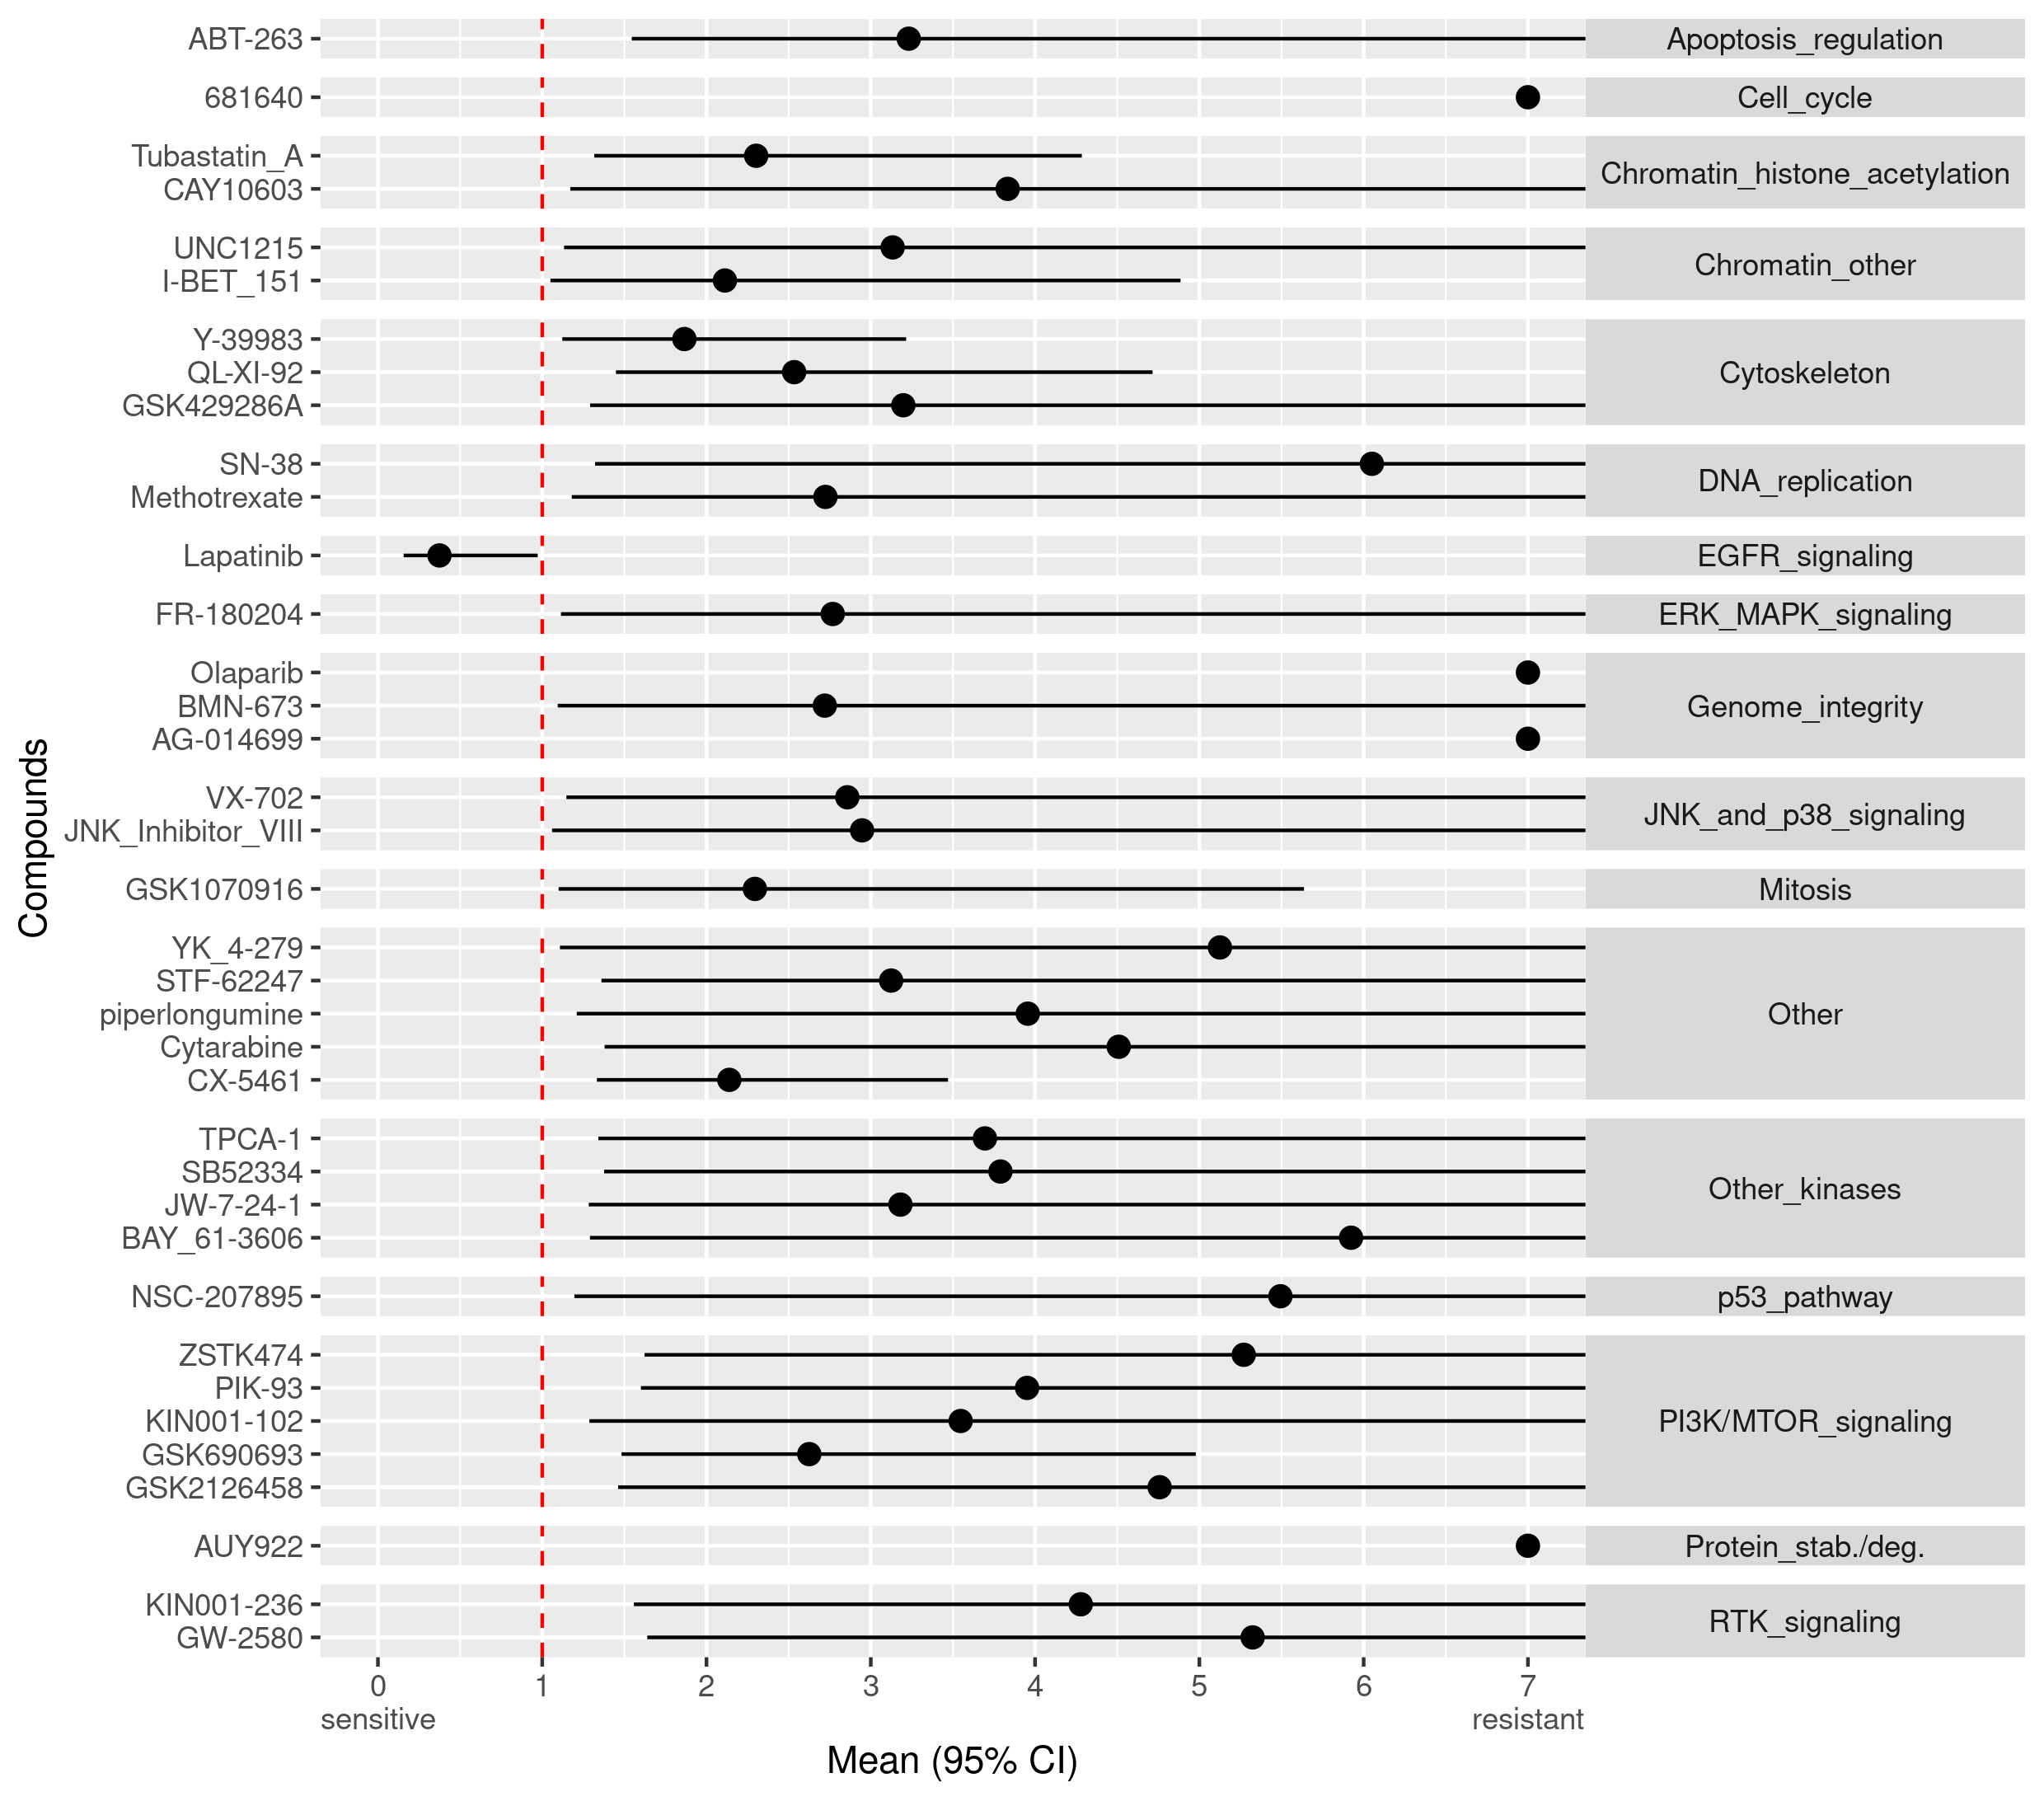 ABT-263 Apoptosis_regulation
681640 Cell_cycle
Tubastatin_A
CAY10603
Chromatin_histone_acetylation
UNC1215
I-BET_151
Chromatin_other
Y-39983
QL-XI-92
GSK429286A
Cytoskeleton
SN-38
Methotrexate
DNA_replication
Lapatinib EGFR_signaling
FR-180204 ERK_MAPK_signaling
Olaparib
BMN-673
AG-014699
Genome_integrity
VX-702
JNK_Inhibitor_VIII
JNK_and_p38_signaling
GSK1070916 Mitosis
YK_4-279
STF-62247
piperlongumine
Cytarabine
CX-5461
Other
TPCA-1
SB52334
JW-7-24-1
BAY_61-3606
Other_kinases
NSC-207895 p53_pathway
ZSTK474
PIK-93
KIN001-102
GSK690693
GSK2126458
PI3K/MTOR_signaling
AUY922 Protein_stab./deg.
KIN001-236
GW-2580
RTK_signaling
Compounds
0 1 2 3 4 5 6 7
sensitive resistant
Mean (95% CI)